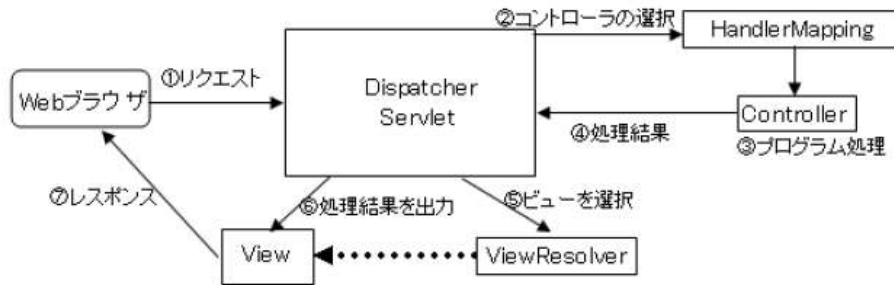 ②コントローラの選択
HandlerMapping
①リクエスト
Webブラウザ
Dispatcher
Servlet
Controller
④処理結果
③プログラム処理
⑦レスポンス
⑥処理結果を出力
⑤ビューを選択
View
ViewResolver